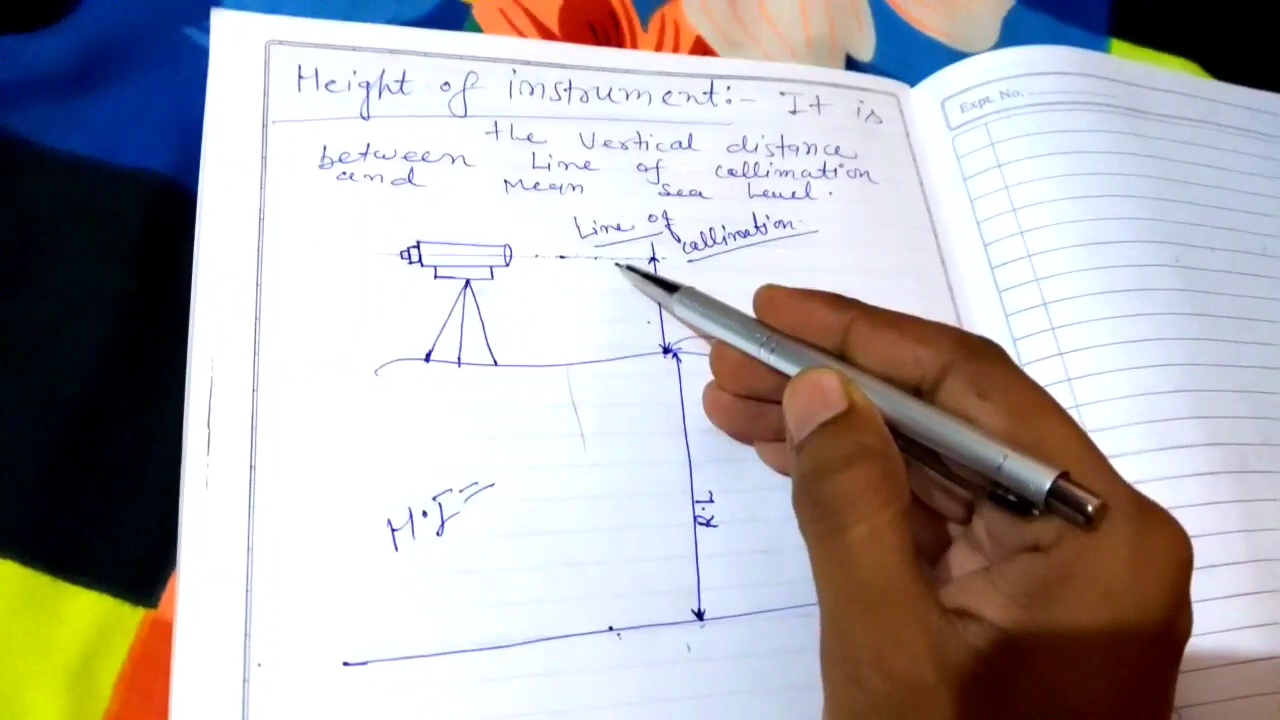 Height of instrument:- It is
the vertical distance
between Line of collimation
and Mean sea Level.
Line of collimation
R.L
H.I =
Expt. No.